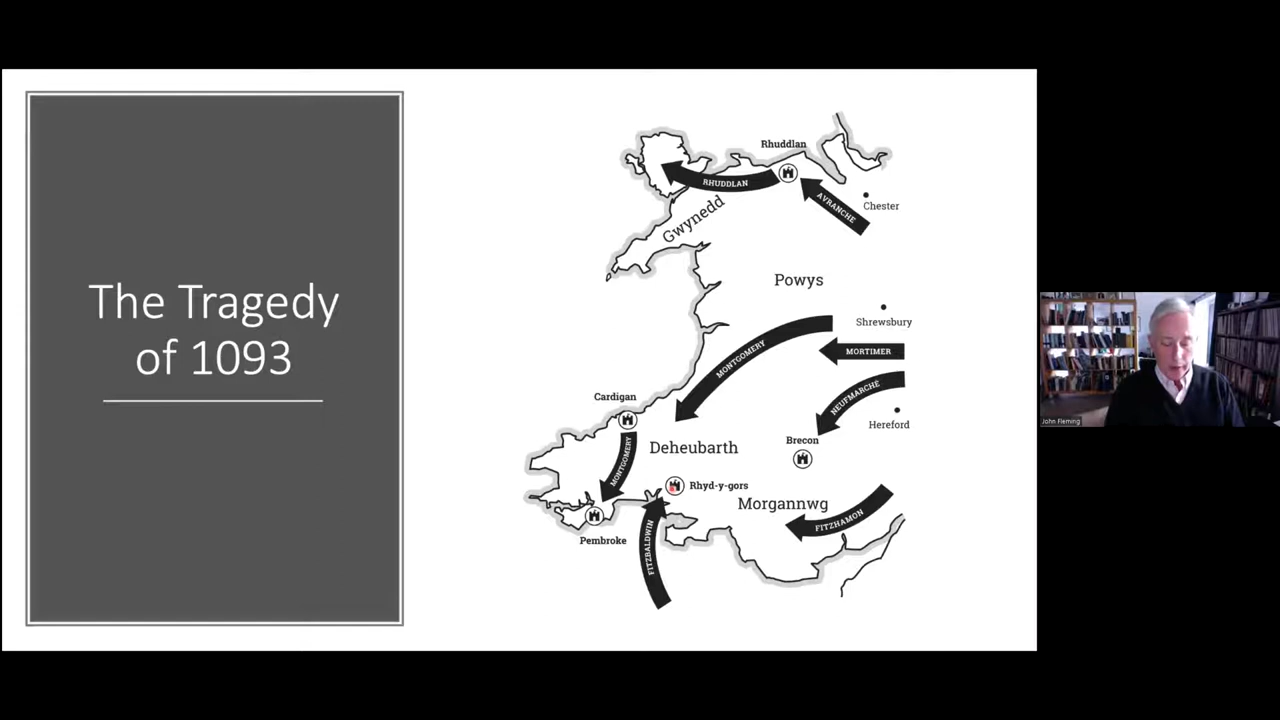 The Tragedy
of 1093
Rhuddlan
RHUDDLAN
AVRANCHE
Chester
Gwynedd
Powys
Shrewsbury
MONTGOMERY
MORTIMER
NEUFMARCHE
Cardigan
Hereford
MONTGOMERY
Deheubarth
Brecon
Rhyd-y-gors
Morgannwg
FITZHAMON
Pembroke
FITZBALDWIN
John Fleming